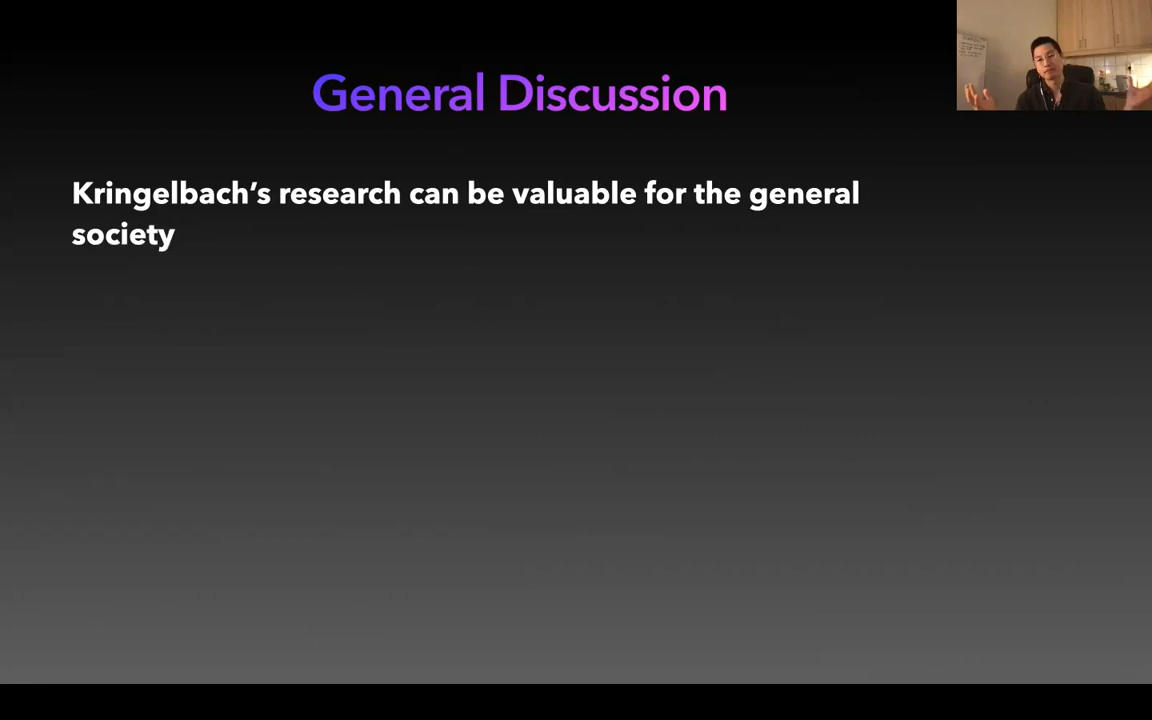 General Discussion
Kringelbach’s research can be valuable for the general
society